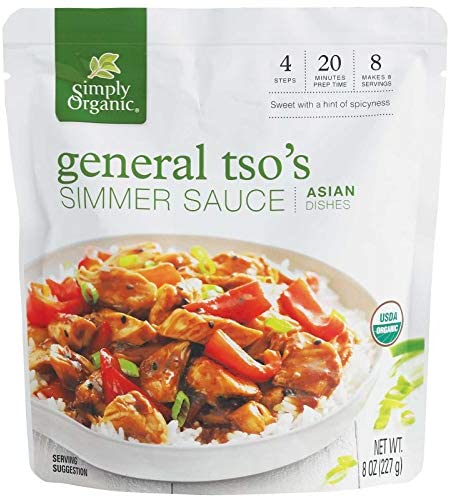 Simply
Organic®
4
STEPS
20
MINUTES
PREP TIME
8
MAKES 8
SERVINGS
Sweet with a hint of spicyness
general tso's
SIMMER SAUCE
ASIAN
DISHES
USDA
ORGANIC
SERVING
SUGGESTION
NET WT.
8 OZ (227g)